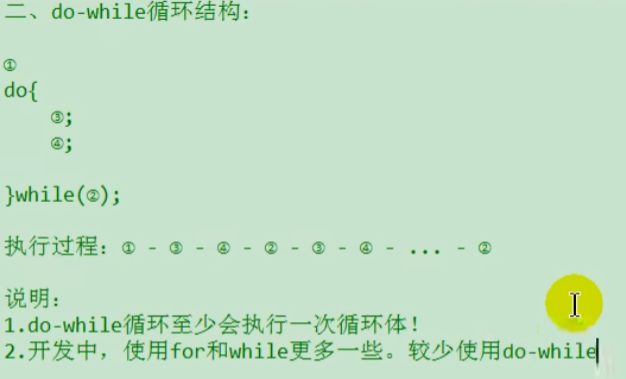 二、do-while循环结构：
①
do{
③;
④;
}while(②);
执行过程：① - ③ - ④ - ② - ③ - ④ - ... - ②
说明：
1.do-while循环至少会执行一次循环体！
2.开发中，使用for和while更多一些。较少使用do-while